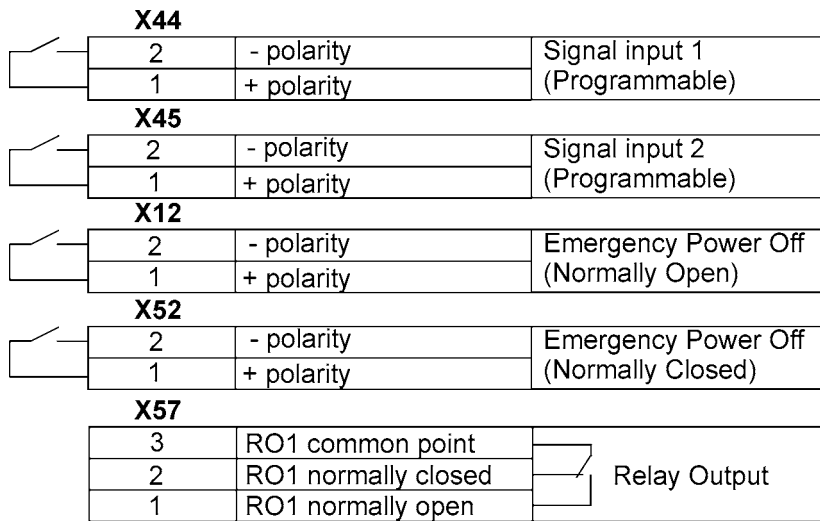 X44
2 - polarity Signal input 1
1 + polarity (Programmable)
X45
2 - polarity Signal input 2
1 + polarity (Programmable)
X12
2 - polarity Emergency Power Off
1 + polarity (Normally Open)
X52
2 - polarity Emergency Power Off
1 + polarity (Normally Closed)
X57
3 RO1 common point
2 RO1 normally closed Relay Output
1 RO1 normally open